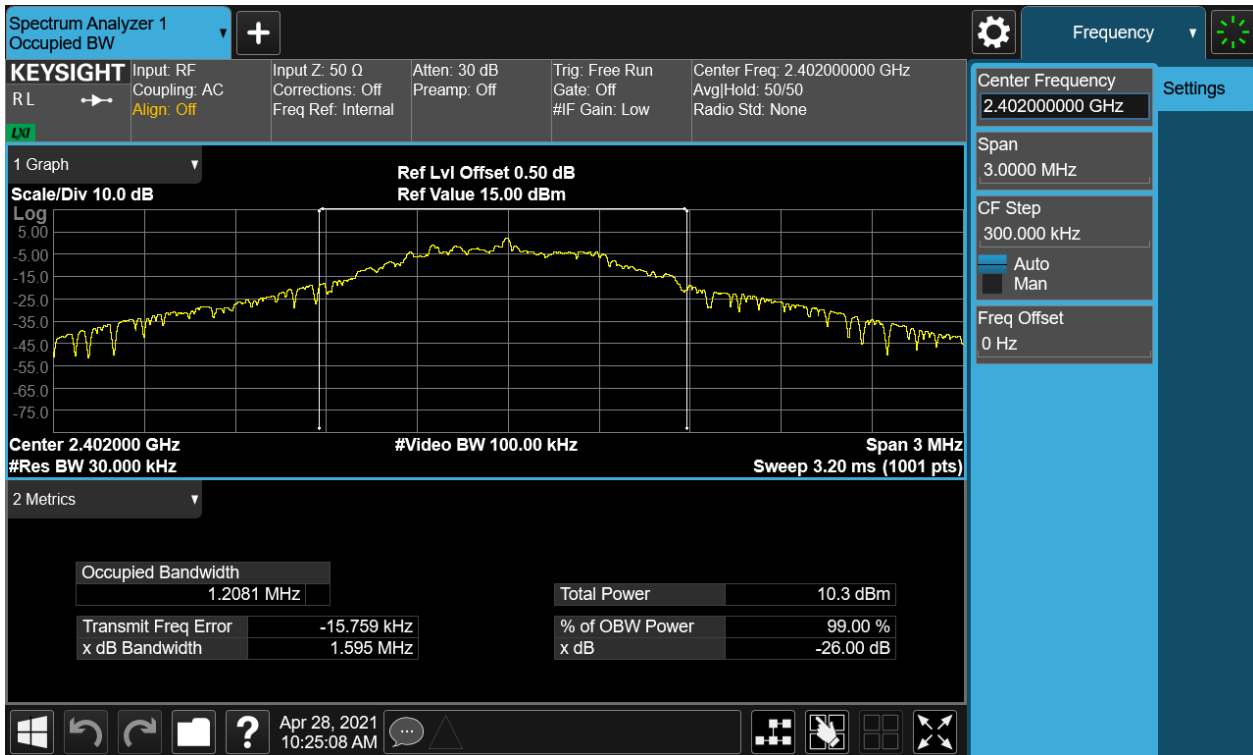 Spectrum Analyzer 1
Occupied BW
Frequency
KEYSIGHT
R L
LXI
Input: RF
Coupling: AC
Align: Off
Input Z: 50 Ω
Corrections: Off
Freq Ref: Internal
Atten: 30 dB
Preamp: Off
Trig: Free Run
Gate: Off
#IF Gain: Low
Center Freq: 2.402000000 GHz
Avg|Hold: 50/50
Radio Std: None
Center Frequency
2.402000000 GHz
Settings
Span
3.0000 MHz
CF Step
300.000 kHz
Auto
Man
Freq Offset
0 Hz
1 Graph
Ref Lvl Offset 0.50 dB
Scale/Div 10.0 dB
Ref Value 15.00 dBm
Log
5.00
-5.00
-15.0
-25.0
-35.0
-45.0
-55.0
-65.0
-75.0
Center 2.402000 GHz
#Video BW 100.00 kHz
Span 3 MHz
#Res BW 30.000 kHz
Sweep 3.20 ms (1001 pts)
2 Metrics
Occupied Bandwidth
1.2081 MHz
Total Power 10.3 dBm
Transmit Freq Error -15.759 kHz
% of OBW Power 99.00 %
x dB Bandwidth 1.595 MHz
x dB -26.00 dB
?
Apr 28, 2021
10:25:08 AM